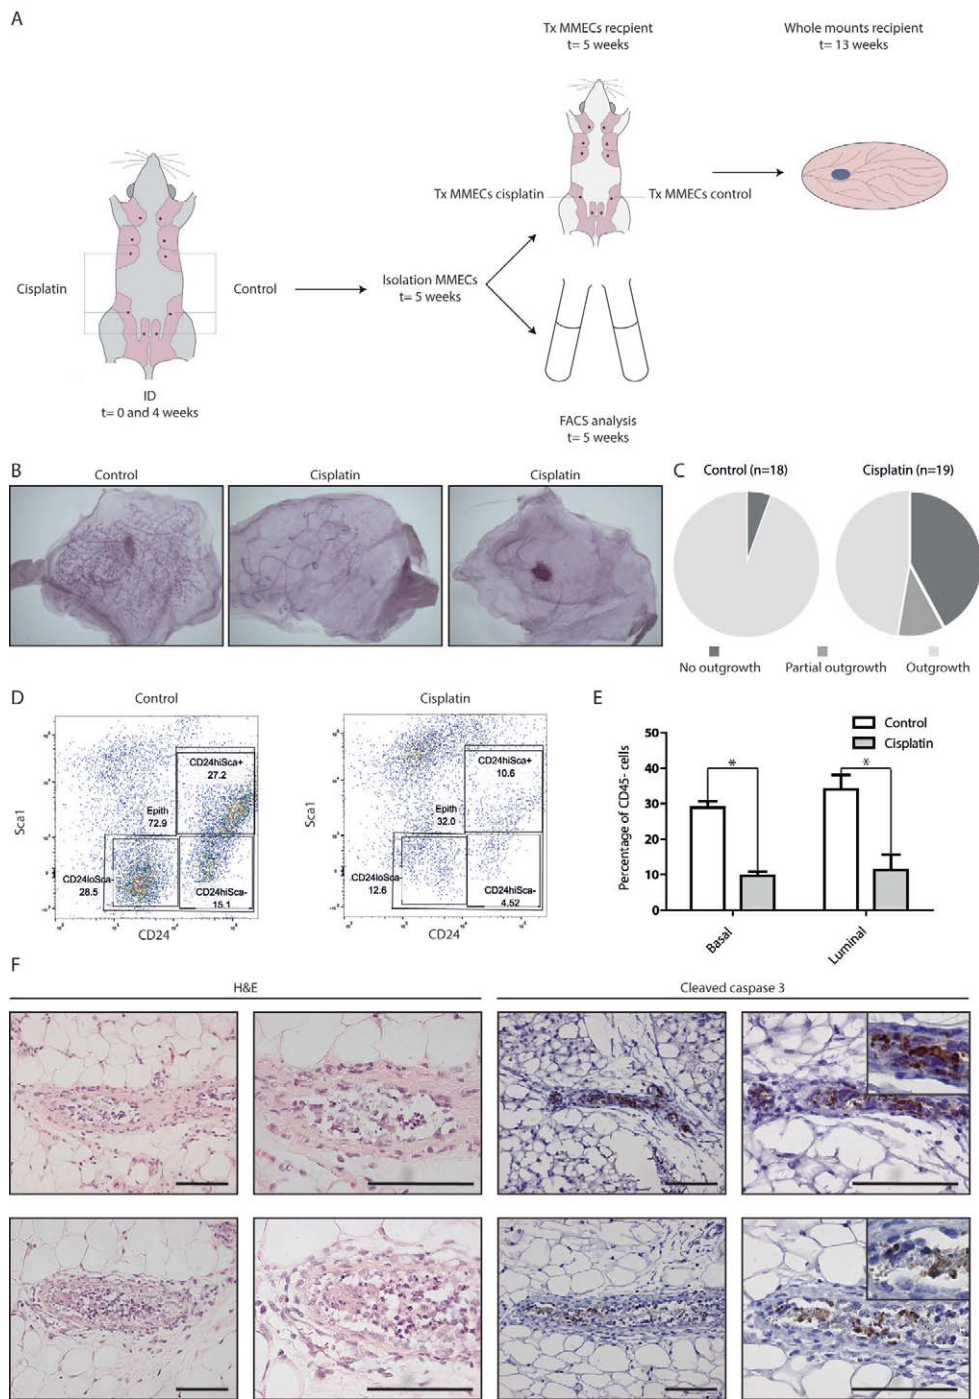 A
Tx MMECs recpient
t= 5 weeks
Whole mounts recipient
t= 13 weeks
Tx MMECs cisplatin
Tx MMECs control
Cisplatin
Control
Isolation MMECs
t= 5 weeks
ID
t= 0 and 4 weeks
FACS analysis
t= 5 weeks
B
Control
Cisplatin
Cisplatin
C
Control (n=18)
Cisplatin (n=19)
No outgrowth
Partial outgrowth
Outgrowth
D
Control
Cisplatin
Sca1
CD24hiSca+
27.2
Epith
72.9
CD24loSca-
28.5
CD24hiSca-
15.1
CD24
Sca1
CD24hiSca+
10.6
Epith
32.0
CD24loSca-
12.6
CD24hiSca-
4.52
CD24
E
Control
Cisplatin
Percentage of CD45- cells
50
40
30
20
10
0
*
*
Basal
Luminal
F
H&E
Cleaved caspase 3